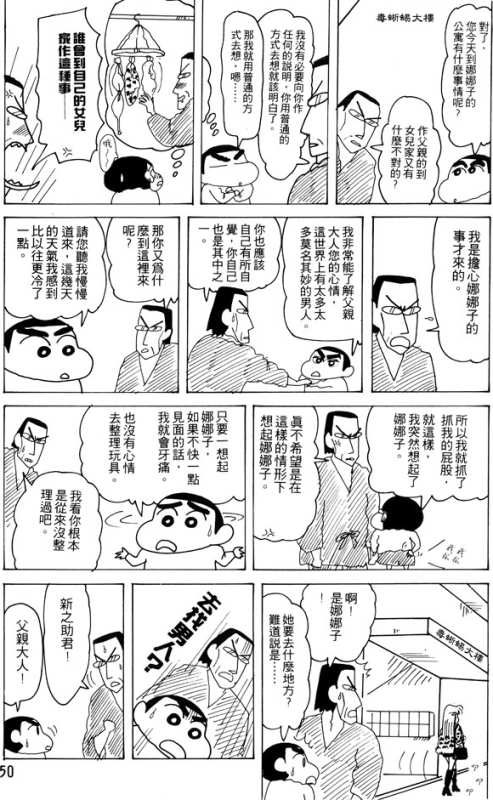 毒蜥蜴大樓
對了，
您今天到娜娜子的
公寓有什麼事情呢？
作父親的到
女兒家又有
什麼不對的？
我沒有必要向你作
任何的說明，你用普通的
方式去想就該明白了。
那我就用普通的方
式去想。嗯……
哦
誰會到自己的女兒
家作這種事——
我是擔心娜娜子的
事才來的。
我非常能了解父親
大人您的心情，
這世界上有太多太
多莫名其妙的男人。
你也應該
自己有所自
覺，你自己
也是其中之
一。
那你又為什
麼到這裡來
呢？
請您聽我慢慢
道來，這幾天
的天氣我感到
比以往更冷了
一點。
所以我就抓了
抓我的屁股，
就這樣，
我突然想起了
娜娜子。
抓
抓
真不希望是在
這樣的情形下
想起娜娜子。
只要一想起
娜娜子，
如果不快一點
見面的話，
我就會牙痛。
也沒有心情
去整理玩具。
我看你根本
是從來沒整
理過吧。
毒蜥蜴大樓
啊！
是娜娜子
！
她要去什麼地方？
難道說……
去找男人？
新之助君！
父親大人！
50